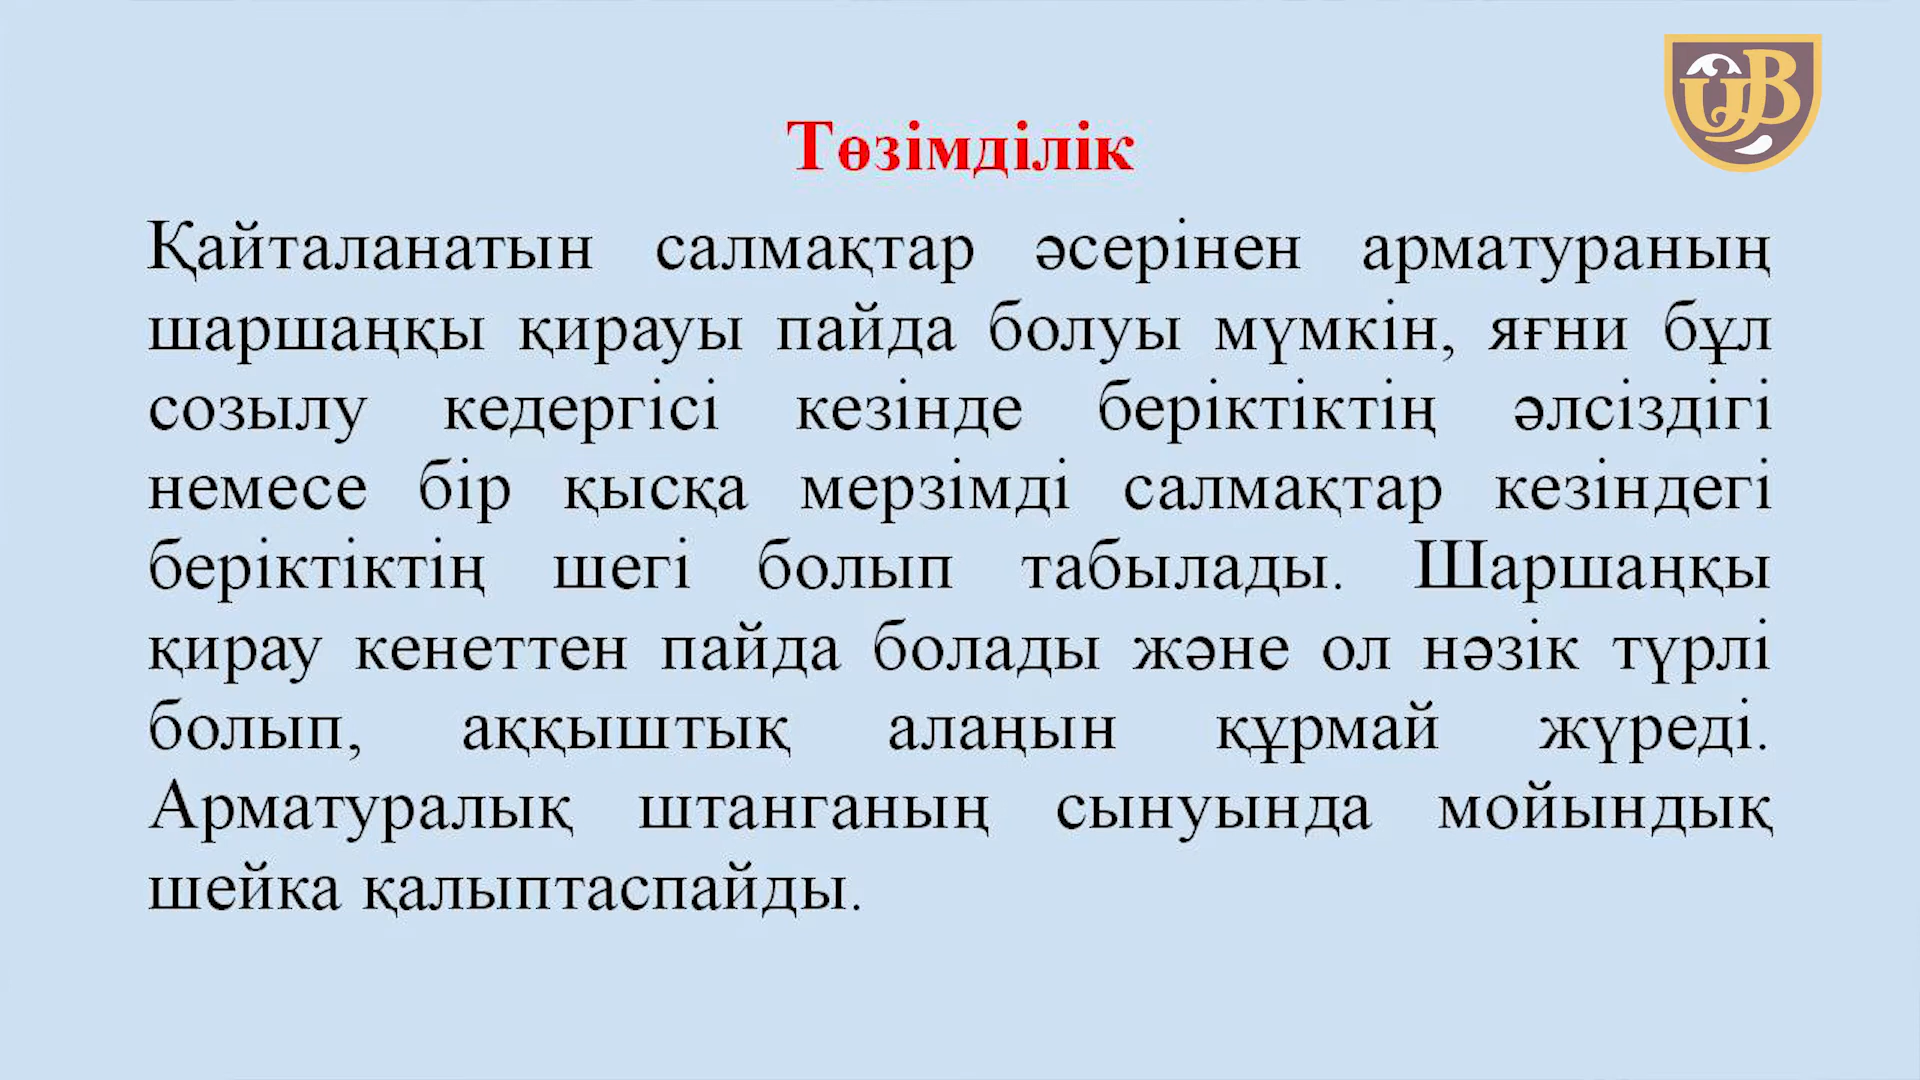 Төзімділік
Қайталанатын салмақтар әсерінен арматураның
шаршаңқы қирауы пайда болуы мүмкін, яғни бұл
созылу кедергісі кезінде беріктіктің әлсіздігі
немесе бір қысқа мерзімді салмақтар кезіндегі
беріктіктің шегі болып табылады. Шаршаңқы
қирау кенеттен пайда болады және ол нәзік түрлі
болып, аққыштық алаңын құрмай жүреді.
Арматуралық штанганың сынуында мойындық
шейка қалыптаспайды.